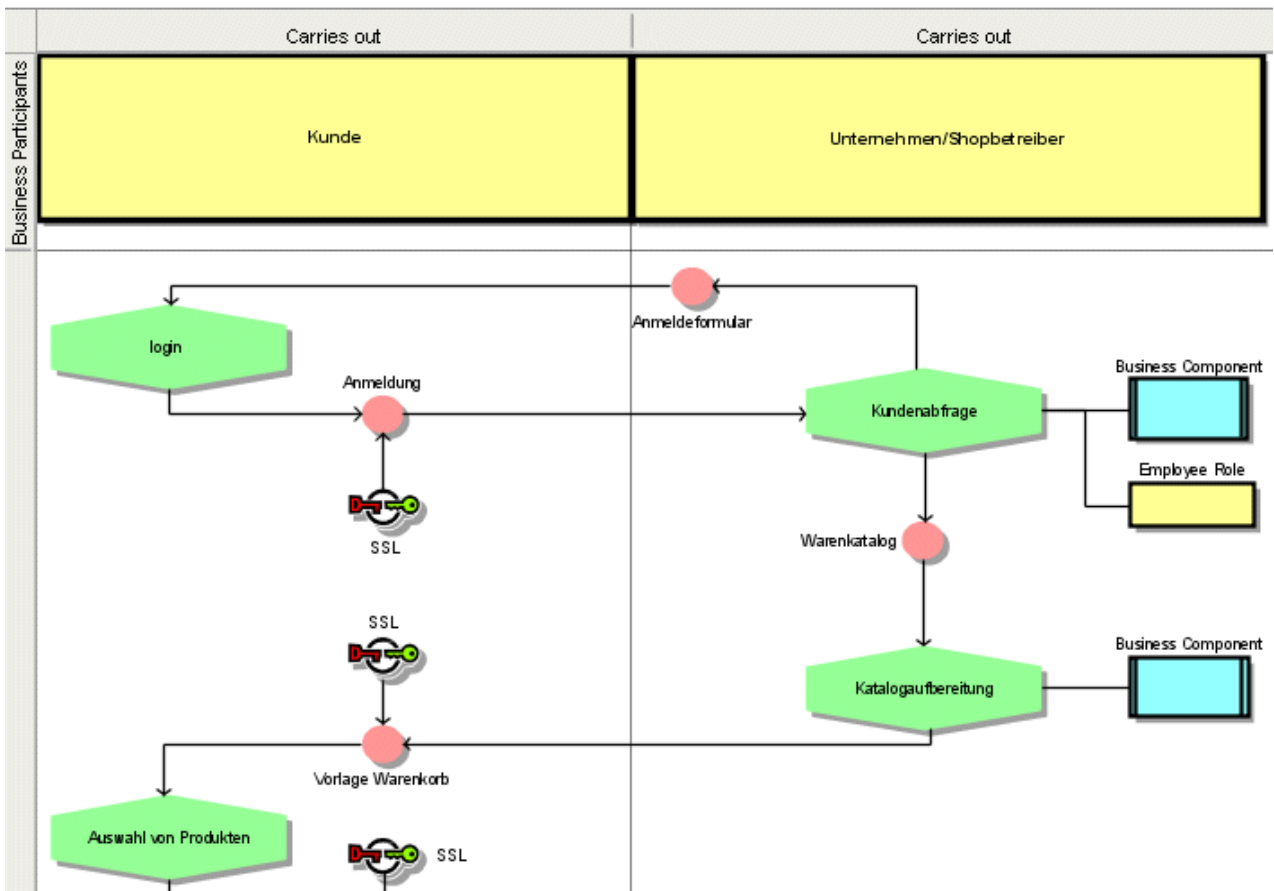 Carries out
Carries out
Business Participants
Kunde
Unternehmen/Shopbetreiber
Anmeldeformular
login
Anmeldung
Business Component
Kundenabfrage
Employee Role
SSL
Warenkatalog
SSL
Business Component
Katalogaufbereitung
Vorlage Warenkorb
Auswahl von Produkten
SSL